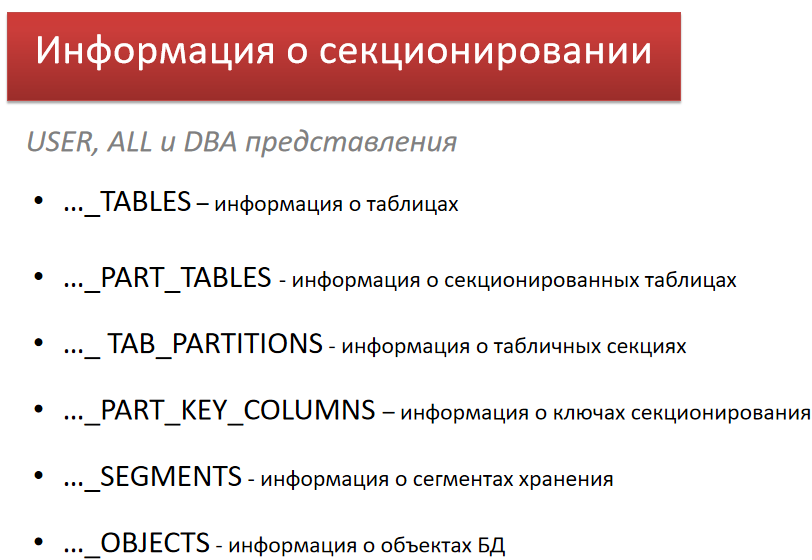 Информация о секционировании
USER, ALL и DBA представления
• …_TABLES – информация о таблицах
• …_PART_TABLES - информация о секционированных таблицах
• …_ TAB_PARTITIONS - информация о табличных секциях
• …_PART_KEY_COLUMNS – информация о ключах секционирования
• …_SEGMENTS - информация о сегментах хранения
• …_OBJECTS - информация о объектах БД